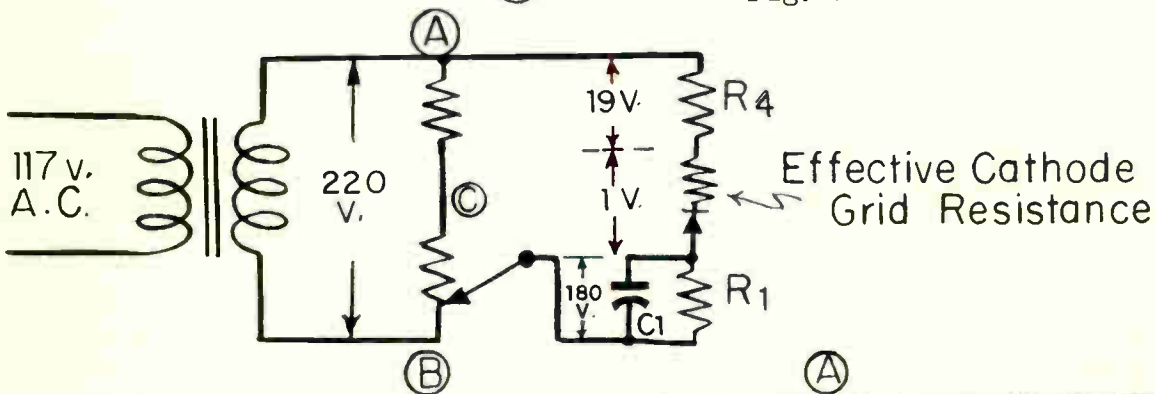 A
19 V.
R4
117 v.
A.C.
220
V.
C
1 V.
Effective Cathode
Grid Resistance
180
V.
C1
R1
B
A